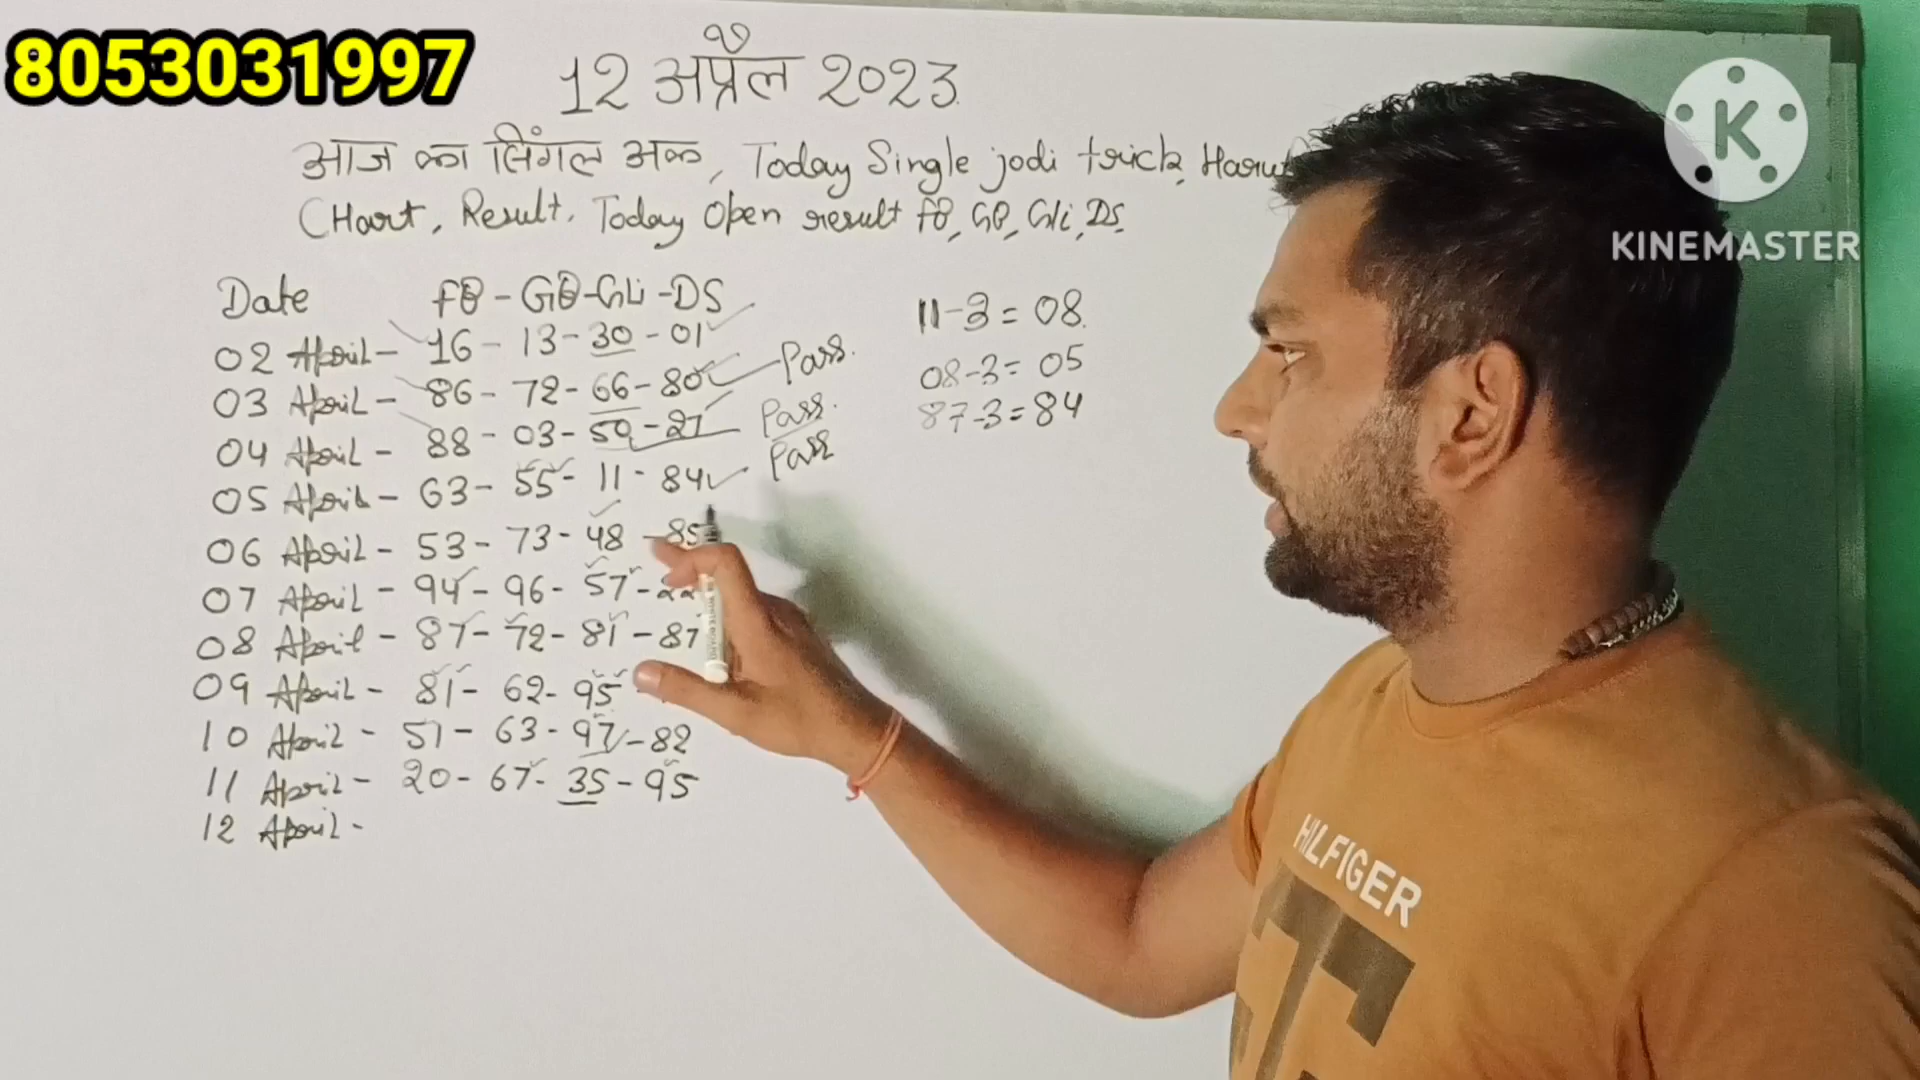 8053031997
12 अप्रैल 2023
आज का सिंगल अंक, Today Single jodi trick, Haruf
CHart, Result, Today Open result FB, GB, Gli, DS.
Date FB - GB - GLi - DS
02 April - 16 - 13 - 30 - 01
03 April - 86 - 72 - 66 - 80 Pass.
04 April - 88 - 03 - 50 - 27 Pass.
05 April - 63 - 55 - 11 - 84 Pass
06 April - 53 - 73 - 48 - 85
07 April - 94 - 96 - 57 - 22
08 April - 87 - 72 - 81 - 87
09 April - 81 - 62 - 95 -
10 April - 51 - 63 - 97 - 82
11 April - 20 - 67 - 35 - 95
12 April -
11-3 = 08.
08-3= 05
87-3=84
K
KINEMASTER
HILFIGER